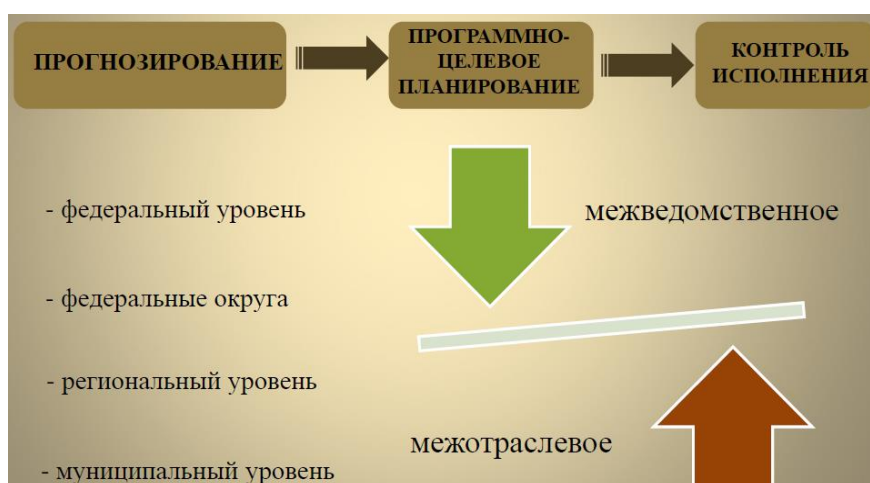 ПРОГНОЗИРОВАНИЕ
ПРОГРАММНО-
ЦЕЛЕВОЕ
ПЛАНИРОВАНИЕ
КОНТРОЛЬ
ИСПОЛНЕНИЯ
- федеральный уровень
межведомственное
- федеральные округа
- региональный уровень
межотраслевое
- муниципальный уровень